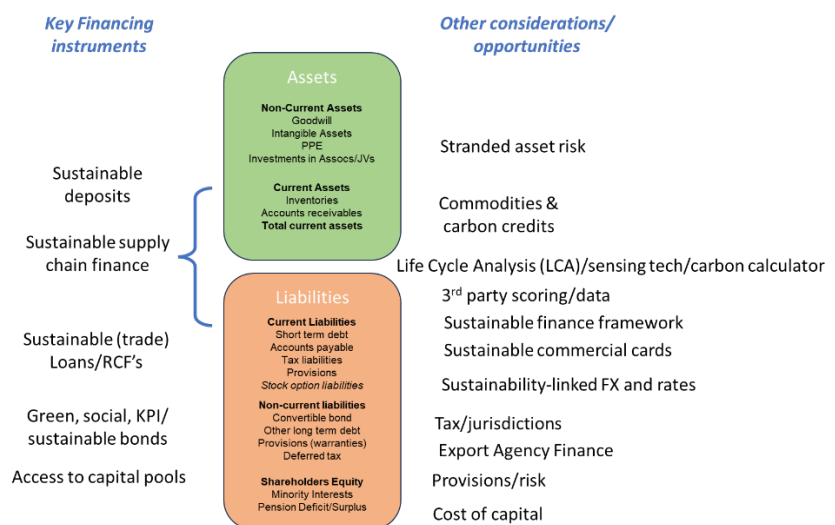 Key Financing
instruments
Sustainable
deposits
Sustainable supply
chain finance
Sustainable (trade)
Loans/RCF's
Green, social, KPI/
sustainable bonds
Access to capital pools
Assets
Non-Current Assets
Goodwill
Intangible Assets
PPE
Investments in Assocs/JVs
Current Assets
Inventories
Accounts receivables
Total current assets
Liabilities
Current Liabilities
Short term debt
Accounts payable
Tax liabilities
Provisions
Stock option liabilities
Non-current liabilities
Convertible bond
Other long term debt
Provisions (warranties)
Deferred tax
Shareholders Equity
Minority Interests
Pension Deficit/Surplus
Other considerations/
opportunities
Stranded asset risk
Commodities &
carbon credits
Life Cycle Analysis (LCA)/sensing tech/carbon calculator
3rd party scoring/data
Sustainable finance framework
Sustainable commercial cards
Sustainability-linked FX and rates
Tax/jurisdictions
Export Agency Finance
Provisions/risk
Cost of capital